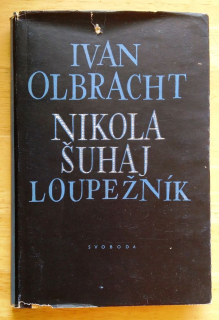 IVAN
OLBRACHT
NIKOLA
ŠUHAJ
LOUPEŽNÍK
SVOBODA